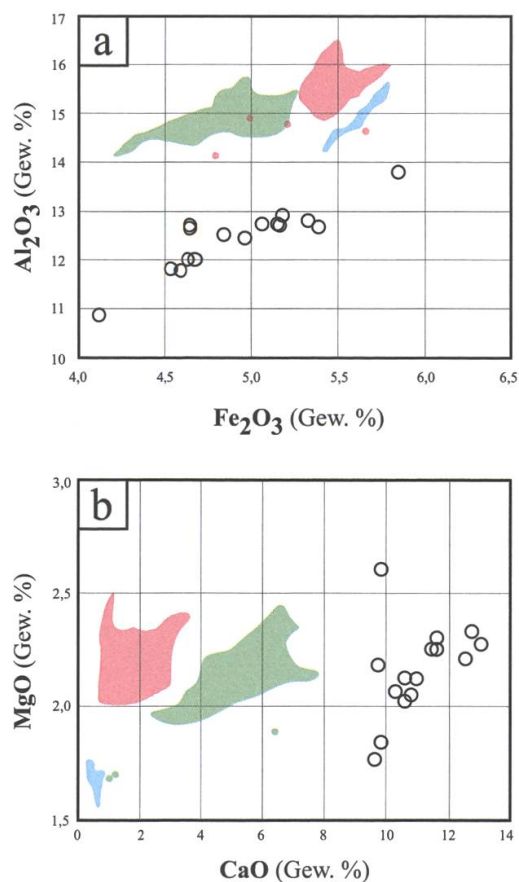 a
17
16
15
14
13
12
11
10
Al₂O₃ (Gew. %)
4,0 4,5 5,0 5,5 6,0 6,5
Fe₂O₃ (Gew. %)
b
3,0
2,5
2,0
1,5
MgO (Gew. %)
0 2 4 6 8 10 12 14
CaO (Gew. %)